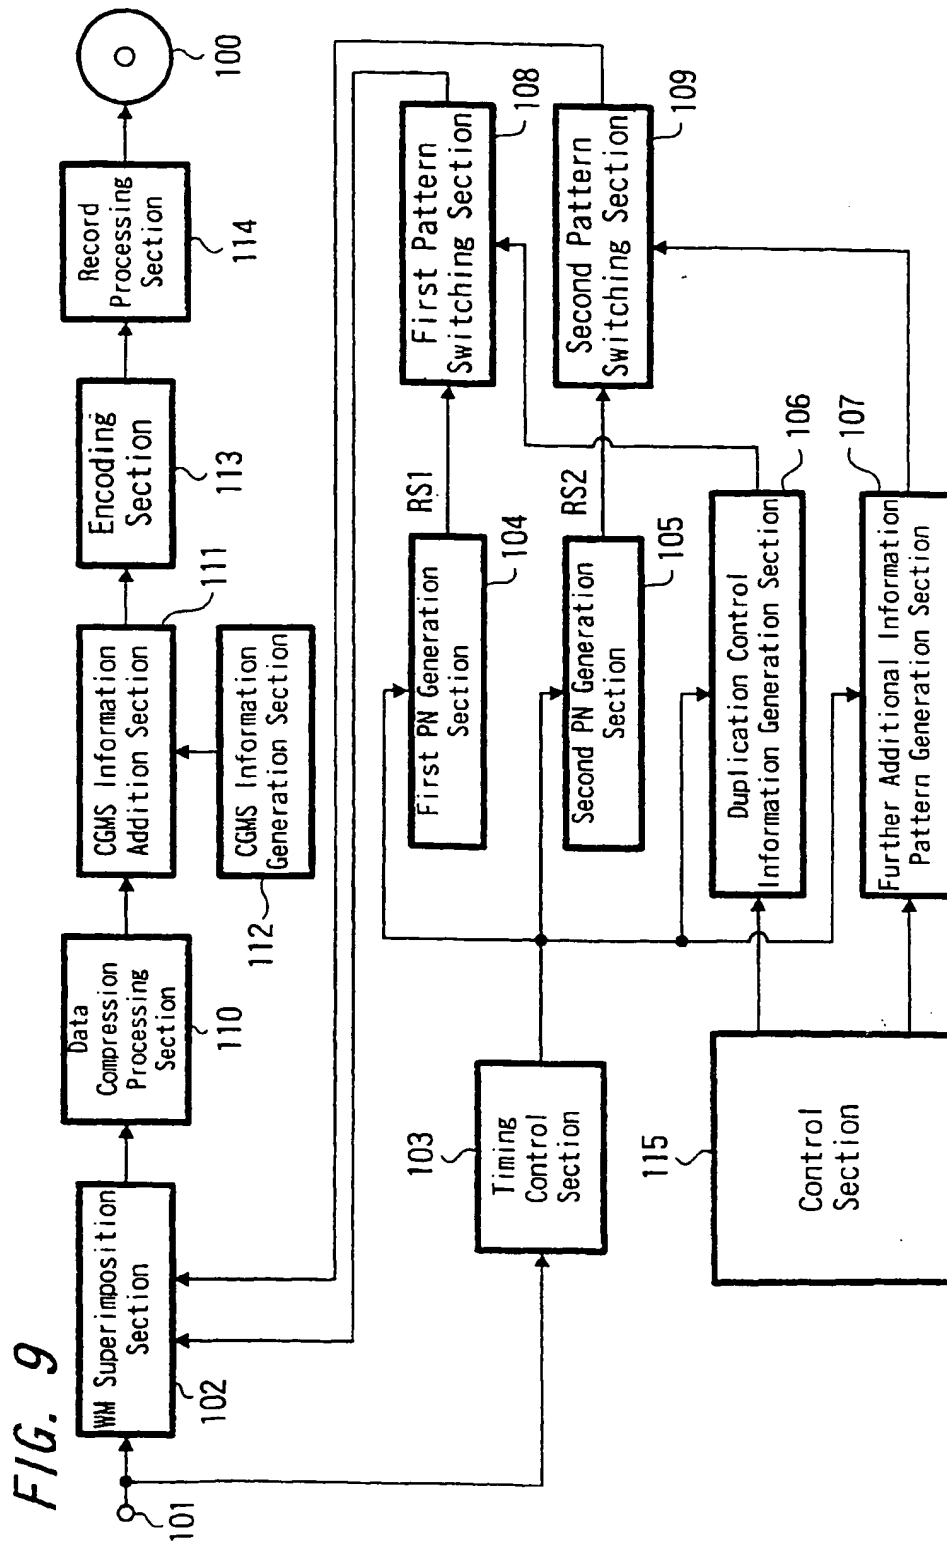 FIG. 9
101
WM Superimposition
Section
102
Data
Compression
Processing
Section
110
CGMS Information
Addition Section
111
CGMS Information
Generation Section
112
Encoding
Section
113
Record
Processing
Section
114
100
Timing
Control
Section
103
First PN Generation
Section
104
RS1
First Pattern
Switching Section
108
Second PN Generation
Section
105
RS2
Second Pattern
Switching Section
109
Control
Section
115
Duplication Control
Information Generation Section
106
Further Additional Information
Pattern Generation Section
107